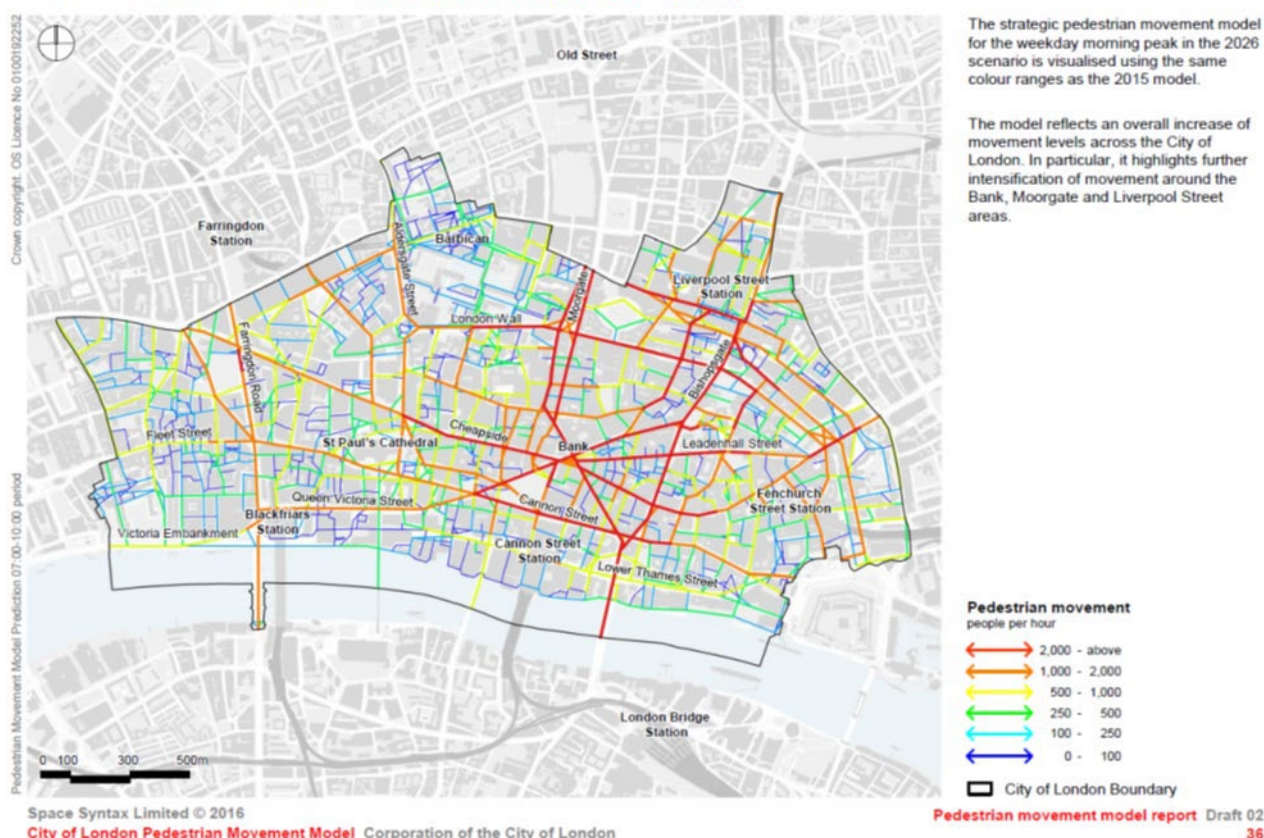 The strategic pedestrian movement model
for the weekday morning peak in the 2026
scenario is visualised using the same
colour ranges as the 2015 model.
The model reflects an overall increase of
movement levels across the City of
London. In particular, it highlights further
intensification of movement around the
Bank, Moorgate and Liverpool Street
areas.
Crown copyright. OS Licence No 0100192252
Pedestrian Movement Model Prediction 07:00-10:00 period
Old Street
Farringdon
Station
Aldersgate Street
Barbican
Moorgate
Liverpool Street
Station
London Wall
Farringdon Road
Bishopsgate
Fleet Street
St Paul's Cathedral
Cheapside
Bank
Leadenhall Street
Queen Victoria Street
Cannon Street
Fenchurch
Street Station
Blackfriars
Station
Victoria Embankment
Cannon Street
Station
Lower Thames Street
London Bridge
Station
0 100 300 500m
Pedestrian movement
people per hour
2,000 - above
1,000 - 2,000
500 - 1,000
250 - 500
100 - 250
0 - 100
City of London Boundary
Space Syntax Limited © 2016
City of London Pedestrian Movement Model Corporation of the City of London
Pedestrian movement model report Draft 02
36